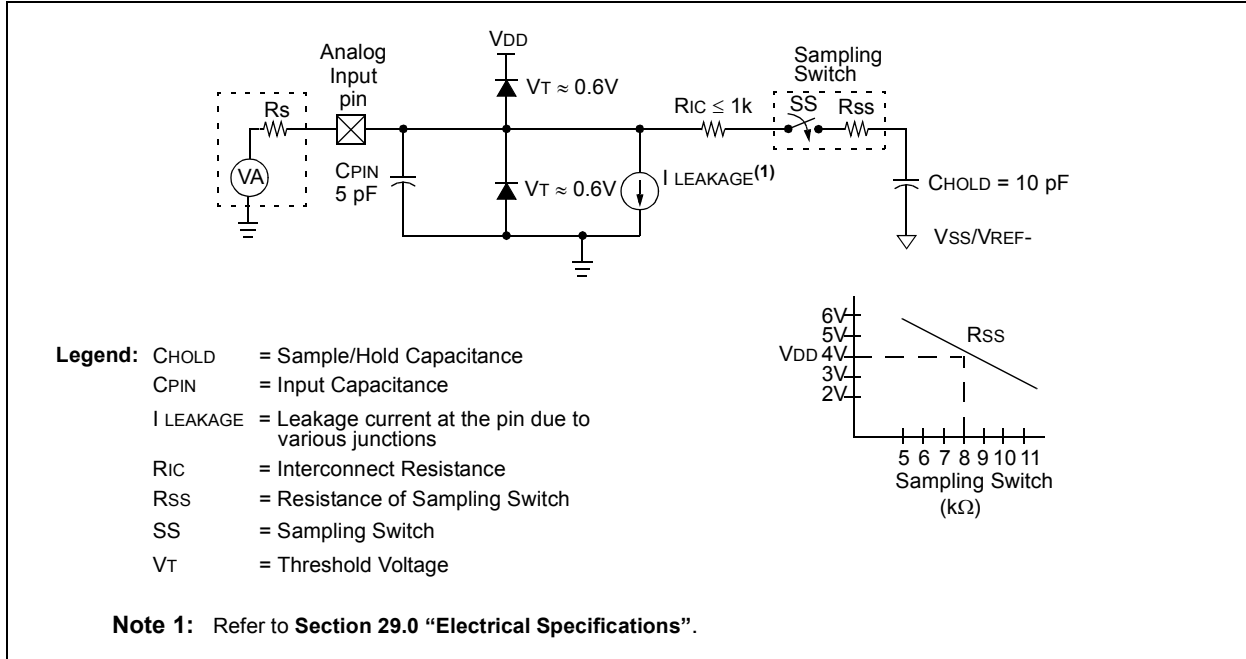 VDD
Analog
Input
pin
Sampling
Switch
VT ≈ 0.6V
Rs
RIC ≤ 1k
SS
Rss
VA
CPIN
5 pF
VT ≈ 0.6V
I LEAKAGE(1)
CHOLD = 10 pF
VSS/VREF-
6V
5V
VDD 4V
3V
2V
RSS
5 6 7 8 9 10 11
Sampling Switch
(kΩ)
Legend: CHOLD = Sample/Hold Capacitance
CPIN = Input Capacitance
I LEAKAGE = Leakage current at the pin due to
various junctions
RIC = Interconnect Resistance
RSS = Resistance of Sampling Switch
SS = Sampling Switch
VT = Threshold Voltage
Note 1: Refer to Section 29.0 “Electrical Specifications”.